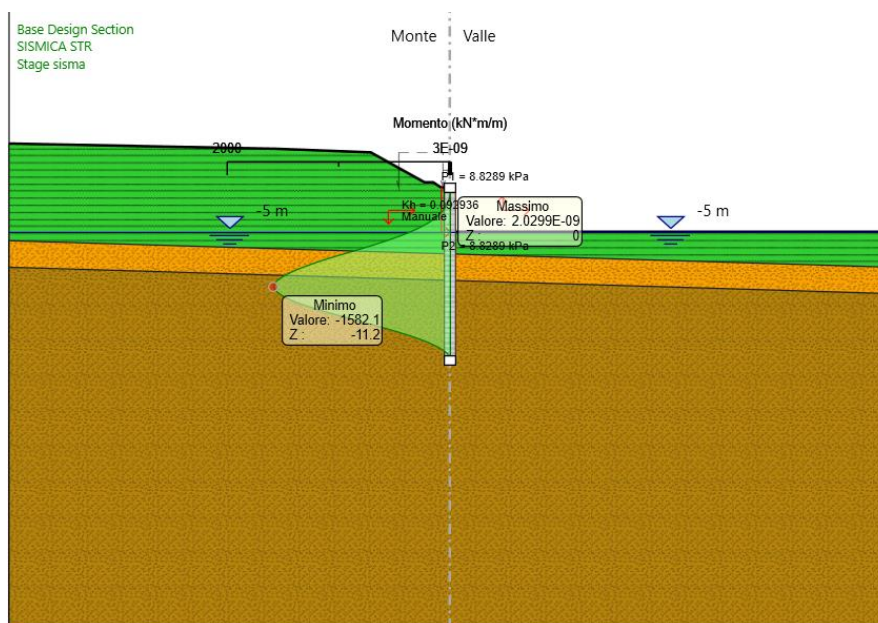 Base Design Section
SISMICA STR
Stage sisma
Monte
Valle
Momento (kN*m/m)
2000
3E-09
P1 = 8.8289 kPa
Kh = 0.092936
Manuale
Massimo
Valore: 2.0299E-09
Z : 0
-5 m
-5 m
P2 = 8.8289 kPa
Minimo
Valore: -1582.1
Z : -11.2